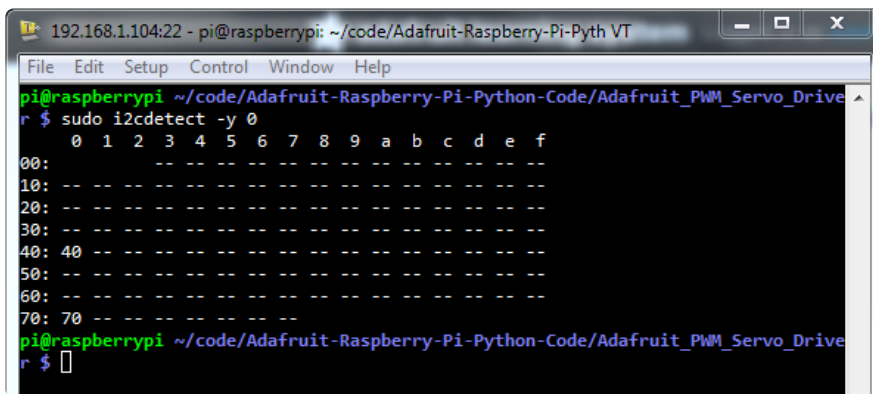 192.168.1.104:22 - pi@raspberrypi: ~/code/Adafruit-Raspberry-Pi-Pyth VT
File Edit Setup Control Window Help
pi@raspberrypi ~/code/Adafruit-Raspberry-Pi-Python-Code/Adafruit_PWM_Servo_Drive
r $ sudo i2cdetect -y 0
     0  1  2  3  4  5  6  7  8  9  a  b  c  d  e  f
00:          -- -- -- -- -- -- -- -- -- -- -- -- --
10: -- -- -- -- -- -- -- -- -- -- -- -- -- -- -- --
20: -- -- -- -- -- -- -- -- -- -- -- -- -- -- -- --
30: -- -- -- -- -- -- -- -- -- -- -- -- -- -- -- --
40: 40 -- -- -- -- -- -- -- -- -- -- -- -- -- -- --
50: -- -- -- -- -- -- -- -- -- -- -- -- -- -- -- --
60: -- -- -- -- -- -- -- -- -- -- -- -- -- -- -- --
70: 70 -- -- -- -- -- -- --
pi@raspberrypi ~/code/Adafruit-Raspberry-Pi-Python-Code/Adafruit_PWM_Servo_Drive
r $